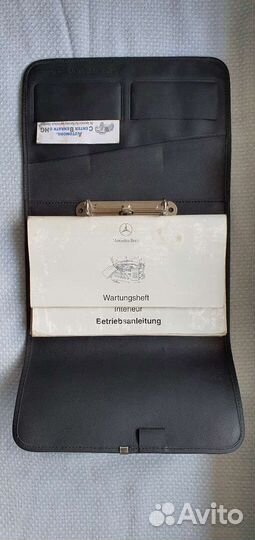 Mercedes-Benz
Wartungsheft
Interieur
Betriebsanleitung
Avito